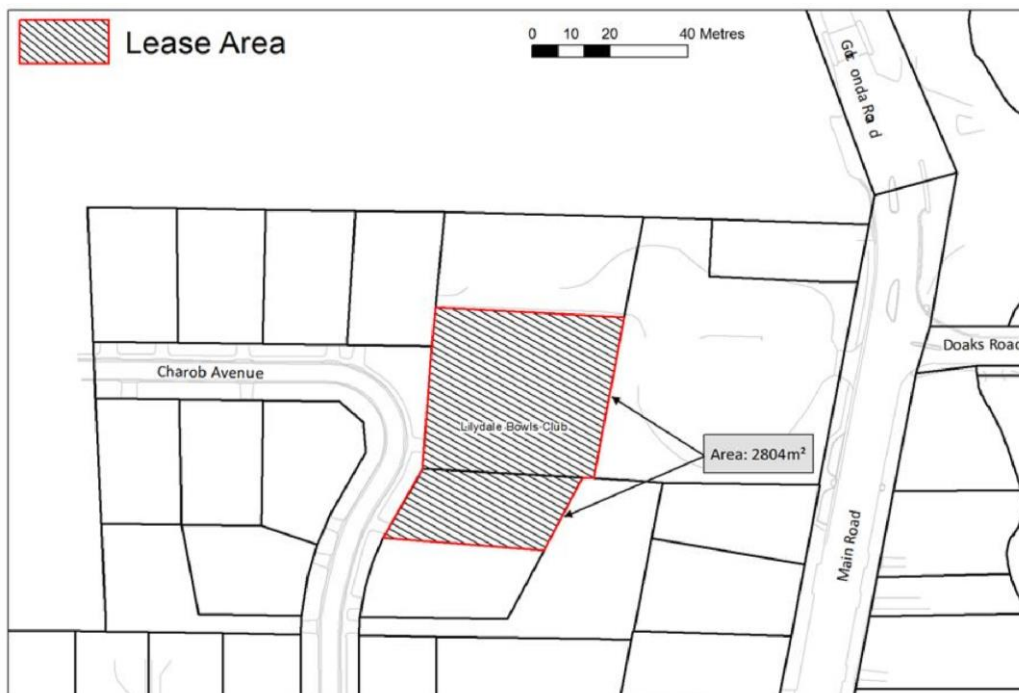 Lease Area
0 10 20 40 Metres
Charob Avenue
Lilydale Bowls Club
Area: 2804m²
Doaks Road
Main Road